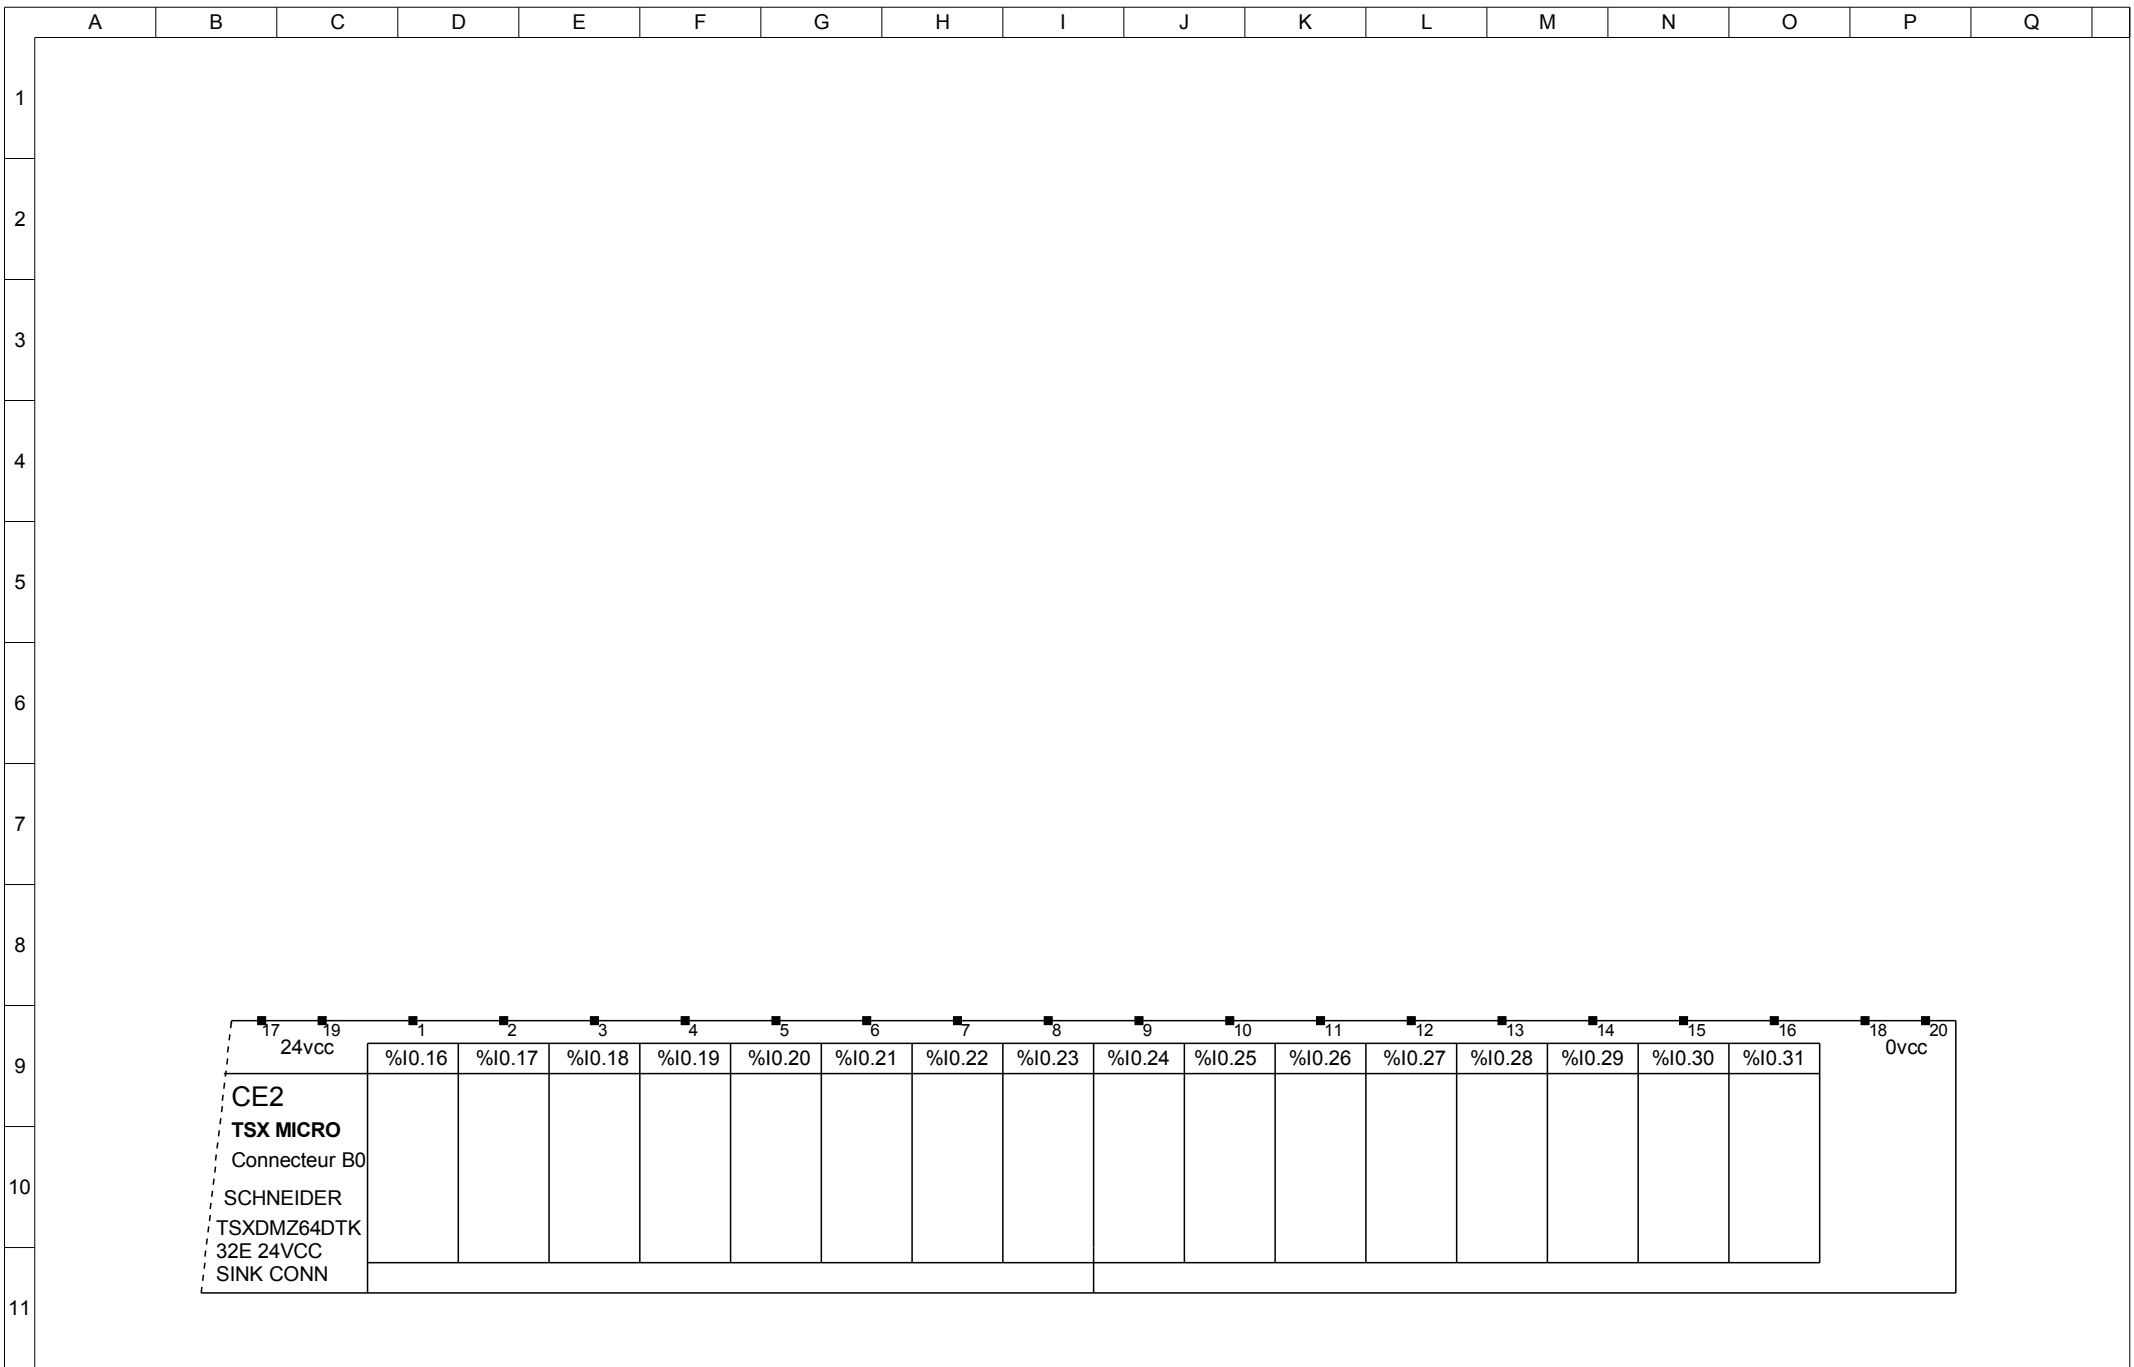 A B C D E F G H I J K L M N O P Q
1
2
3
4
5
6
7
8
17 19 1 2 3 4 5 6 7 8 9 10 11 12 13 14 15 16 18 20
24vcc 0vcc
9 %I0.16 %I0.17 %I0.18 %I0.19 %I0.20 %I0.21 %I0.22 %I0.23 %I0.24 %I0.25 %I0.26 %I0.27 %I0.28 %I0.29 %I0.30 %I0.31
CE2
TSX MICRO
Connecteur B0
10
SCHNEIDER
TSXDMZ64DTK
32E 24VCC
SINK CONN
11